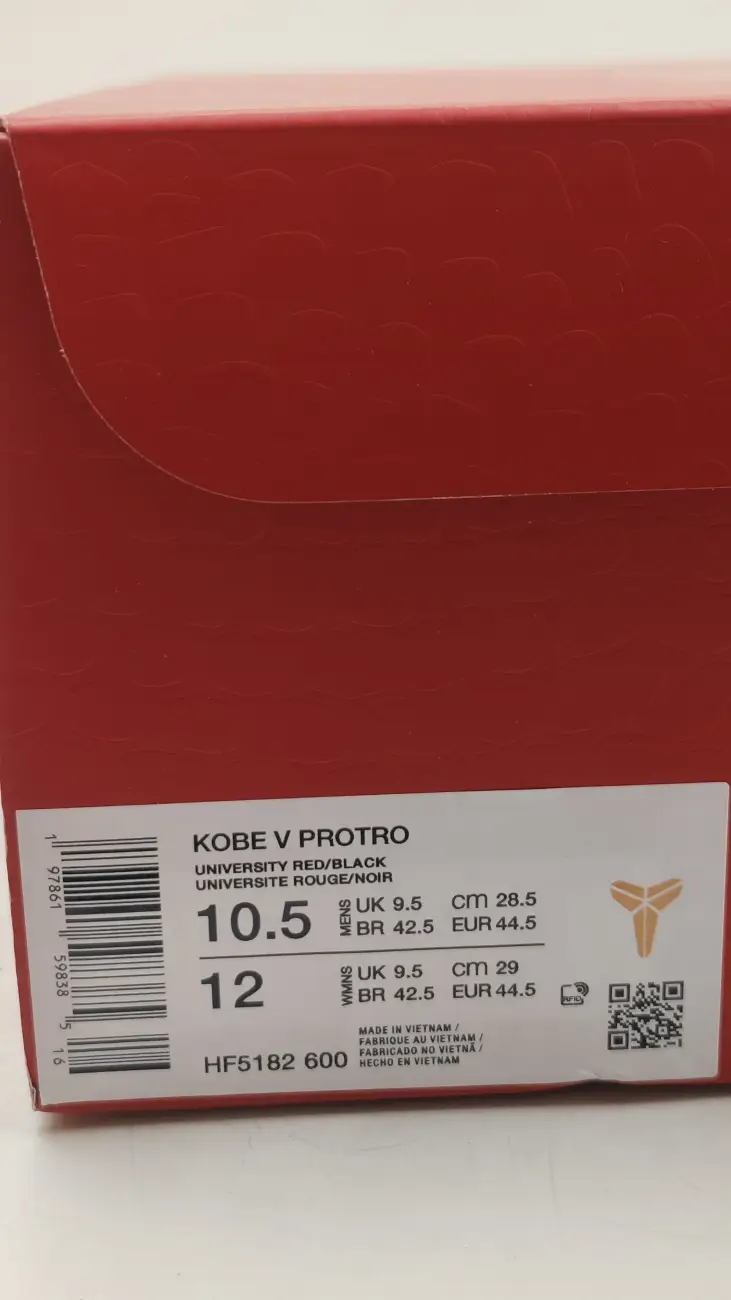 KOBE V PROTRO
UNIVERSITY RED/BLACK
UNIVERSITE ROUGE/NOIR
10.5 MENS UK 9.5 cm 28.5
BR 42.5 EUR 44.5
12 WMNS UK 9.5 cm 29
BR 42.5 EUR 44.5
RFID
HF5182 600
MADE IN VIETNAM /
FABRIQUE AU VIETNAM /
FABRICADO NO VIETNÃ /
HECHO EN VIETNAM
1 97861 59838 5 16